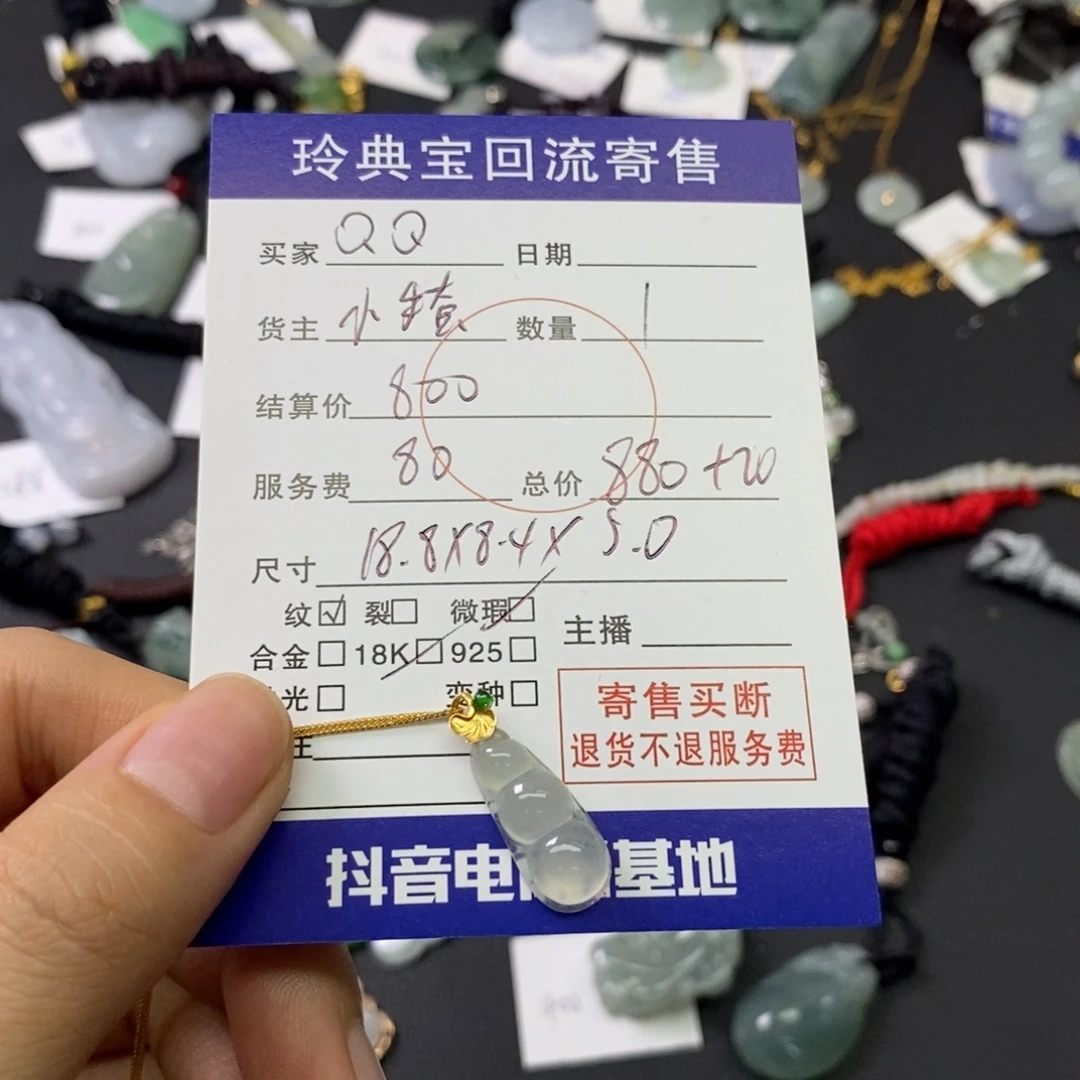 玲典宝回流寄售
买家 QQ 日期
货主 小 数量 1
结算价 800
服务费 80 总价 880+20
尺寸 18.8X8.4X5.0
纹☑ 裂☐ 微瑕☐
主播
合金☐ 18K☐ 925☐
光☐ 变种☐
寄售买断
退货不退服务费
抖音电 基地